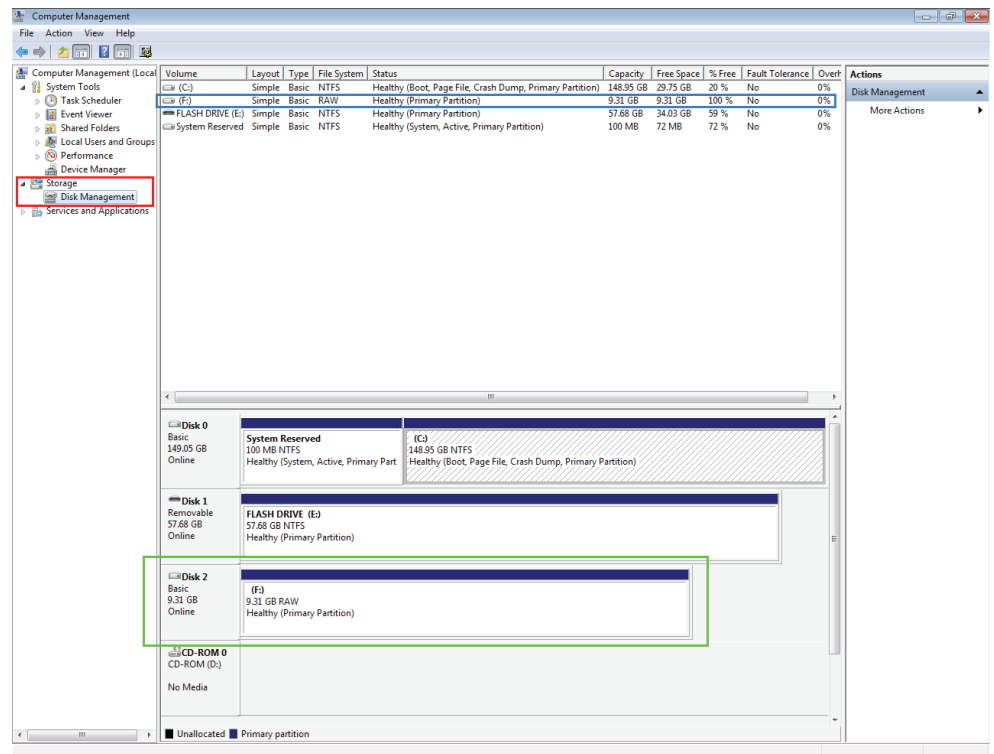 Computer Management
File Action View Help
Computer Management (Local
System Tools
Task Scheduler
Event Viewer
Shared Folders
Local Users and Groups
Performance
Device Manager
Storage
Disk Management
Services and Applications
Volume Layout Type File System Status Capacity Free Space % Free Fault Tolerance Overh
(C:) Simple Basic NTFS Healthy (Boot, Page File, Crash Dump, Primary Partition) 148.95 GB 29.75 GB 20 % No 0%
(F:) Simple Basic RAW Healthy (Primary Partition) 9.31 GB 9.31 GB 100 % No 0%
FLASH DRIVE (E:) Simple Basic NTFS Healthy (Primary Partition) 57.68 GB 34.03 GB 59 % No 0%
System Reserved Simple Basic NTFS Healthy (System, Active, Primary Partition) 100 MB 72 MB 72 % No 0%
Actions
Disk Management
More Actions
Disk 0
Basic
149.05 GB
Online
System Reserved
100 MB NTFS
Healthy (System, Active, Primary Part
(C:)
148.95 GB NTFS
Healthy (Boot, Page File, Crash Dump, Primary Partition)
Disk 1
Removable
57.68 GB
Online
FLASH DRIVE (E:)
57.68 GB NTFS
Healthy (Primary Partition)
Disk 2
Basic
9.31 GB
Online
(F:)
9.31 GB RAW
Healthy (Primary Partition)
CD-ROM 0
CD-ROM (D:)
No Media
Unallocated Primary partition